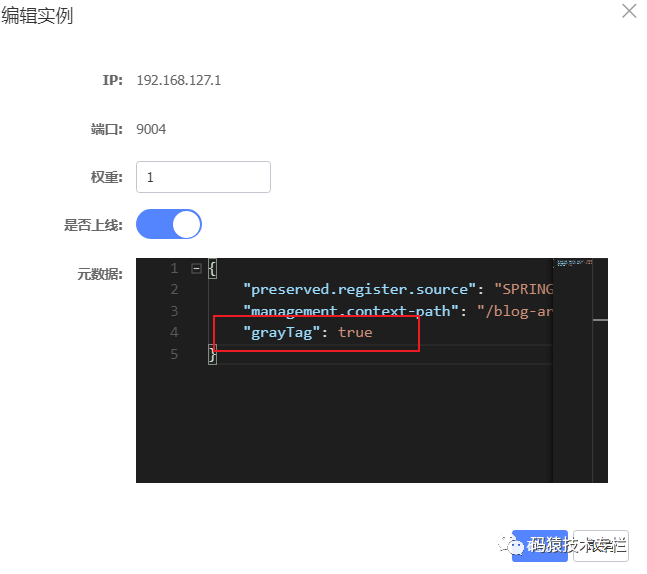 编辑实例
IP: 192.168.127.1
端口: 9004
权重: 1
是否上线:
元数据:
1 {
2 "preserved.register.source": "SPRING
3 "management.context-path": "/blog-ar
4 "grayTag": true
5 }
码猿技术专栏